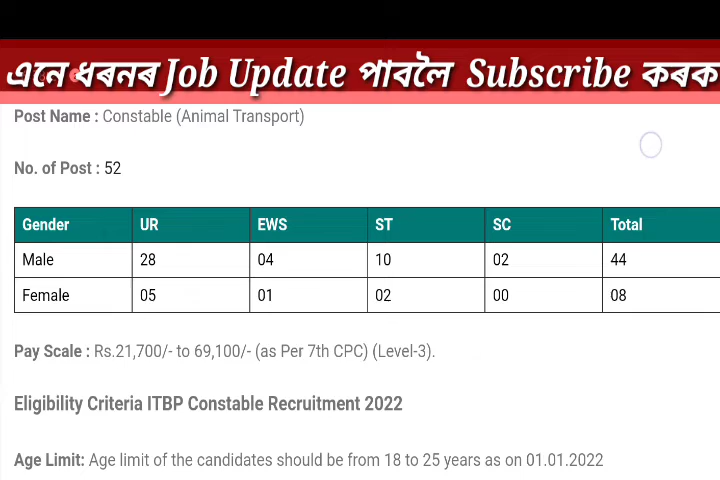 এনে ধৰনৰ Job Update পাবলৈ Subscribe কৰক
Post Name : Constable (Animal Transport)
No. of Post : 52
Gender UR EWS ST SC Total
Male 28 04 10 02 44
Female 05 01 02 00 08
Pay Scale : Rs.21,700/- to 69,100/- (as Per 7th CPC) (Level-3).
Eligibility Criteria ITBP Constable Recruitment 2022
Age Limit: Age limit of the candidates should be from 18 to 25 years as on 01.01.2022